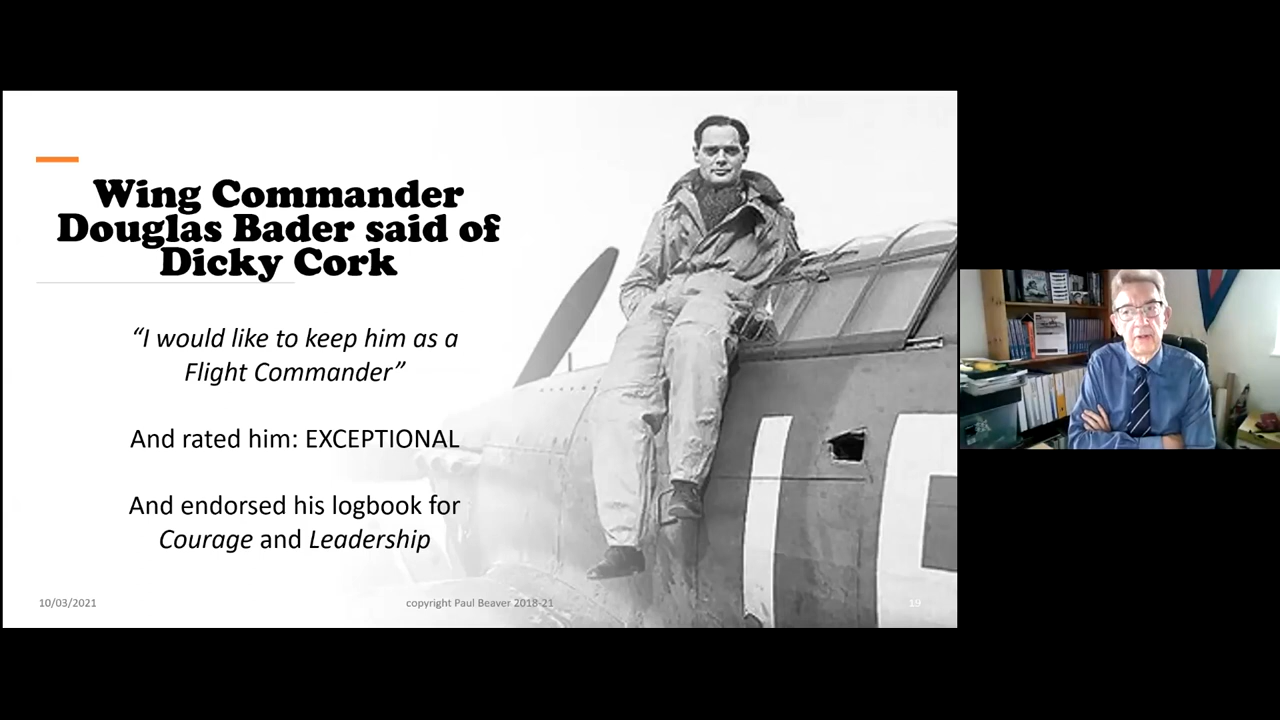 Wing Commander
Douglas Bader said of
Dicky Cork
“I would like to keep him as a
Flight Commander”
And rated him: EXCEPTIONAL
And endorsed his logbook for
Courage and Leadership
10/03/2021
copyright Paul Beaver 2018-21
19